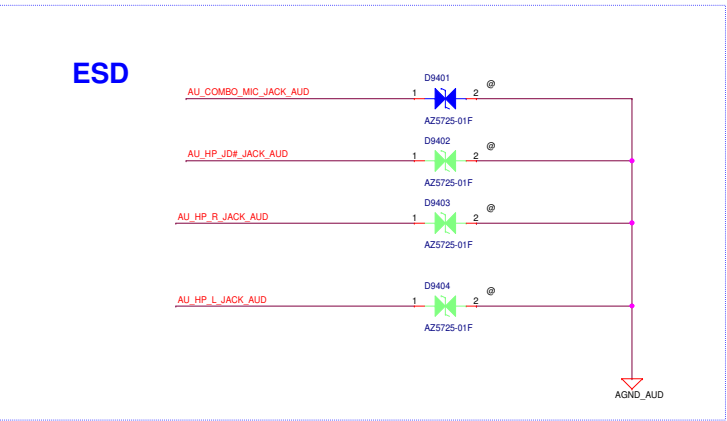 ESD
D9401
@
AU_COMBO_MIC_JACK_AUD
1
2
AZ5725-01F
D9402
@
AU_HP_JD#_JACK_AUD
1
2
AZ5725-01F
D9403
@
AU_HP_R_JACK_AUD
1
2
AZ5725-01F
D9404
@
AU_HP_L_JACK_AUD
1
2
AZ5725-01F
AGND_AUD